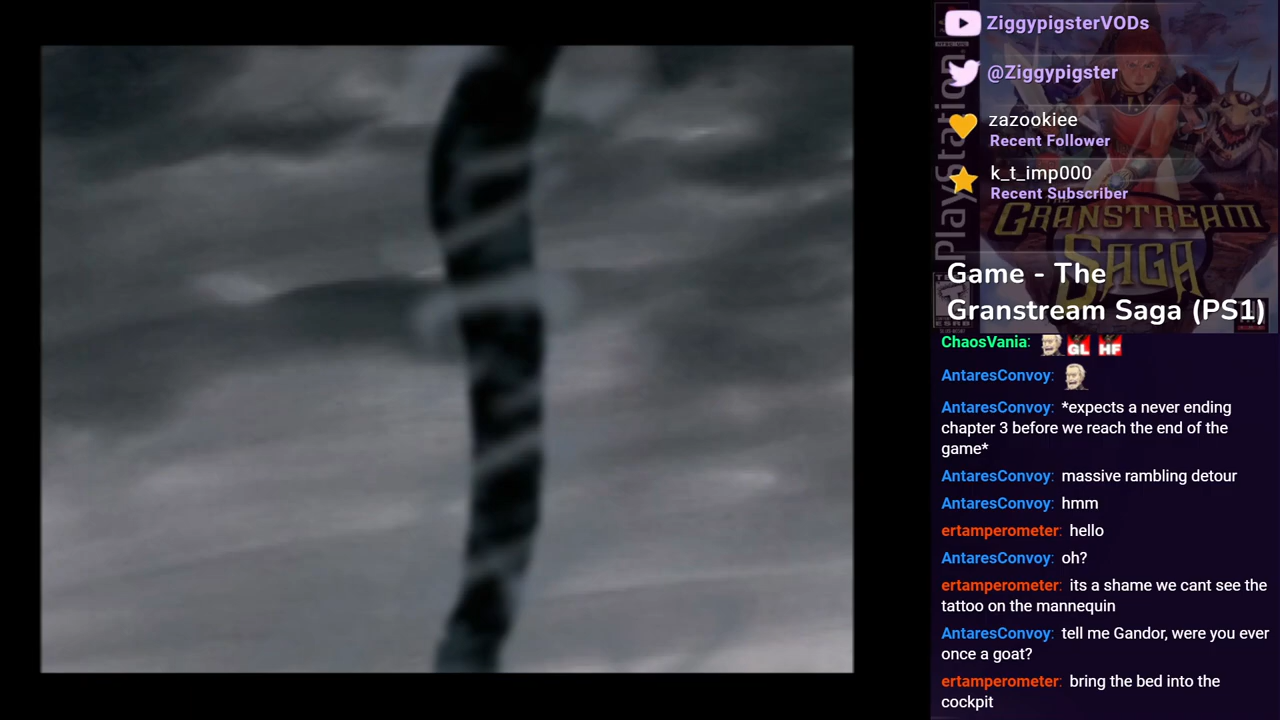 ZiggypigsterVODs
@Ziggypigster
zazookiee
Recent Follower
k_t_imp000
Recent Subscriber
PlayStation
GRANSTREAM
SAGA
Game - The
Granstream Saga (PS1)
ChaosVania: GL HF
AntaresConvoy:
AntaresConvoy: *expects a never ending
chapter 3 before we reach the end of the
game*
AntaresConvoy: massive rambling detour
AntaresConvoy: hmm
ertamperometer: hello
AntaresConvoy: oh?
ertamperometer: its a shame we cant see the
tattoo on the mannequin
AntaresConvoy: tell me Gandor, were you ever
once a goat?
ertamperometer: bring the bed into the
cockpit